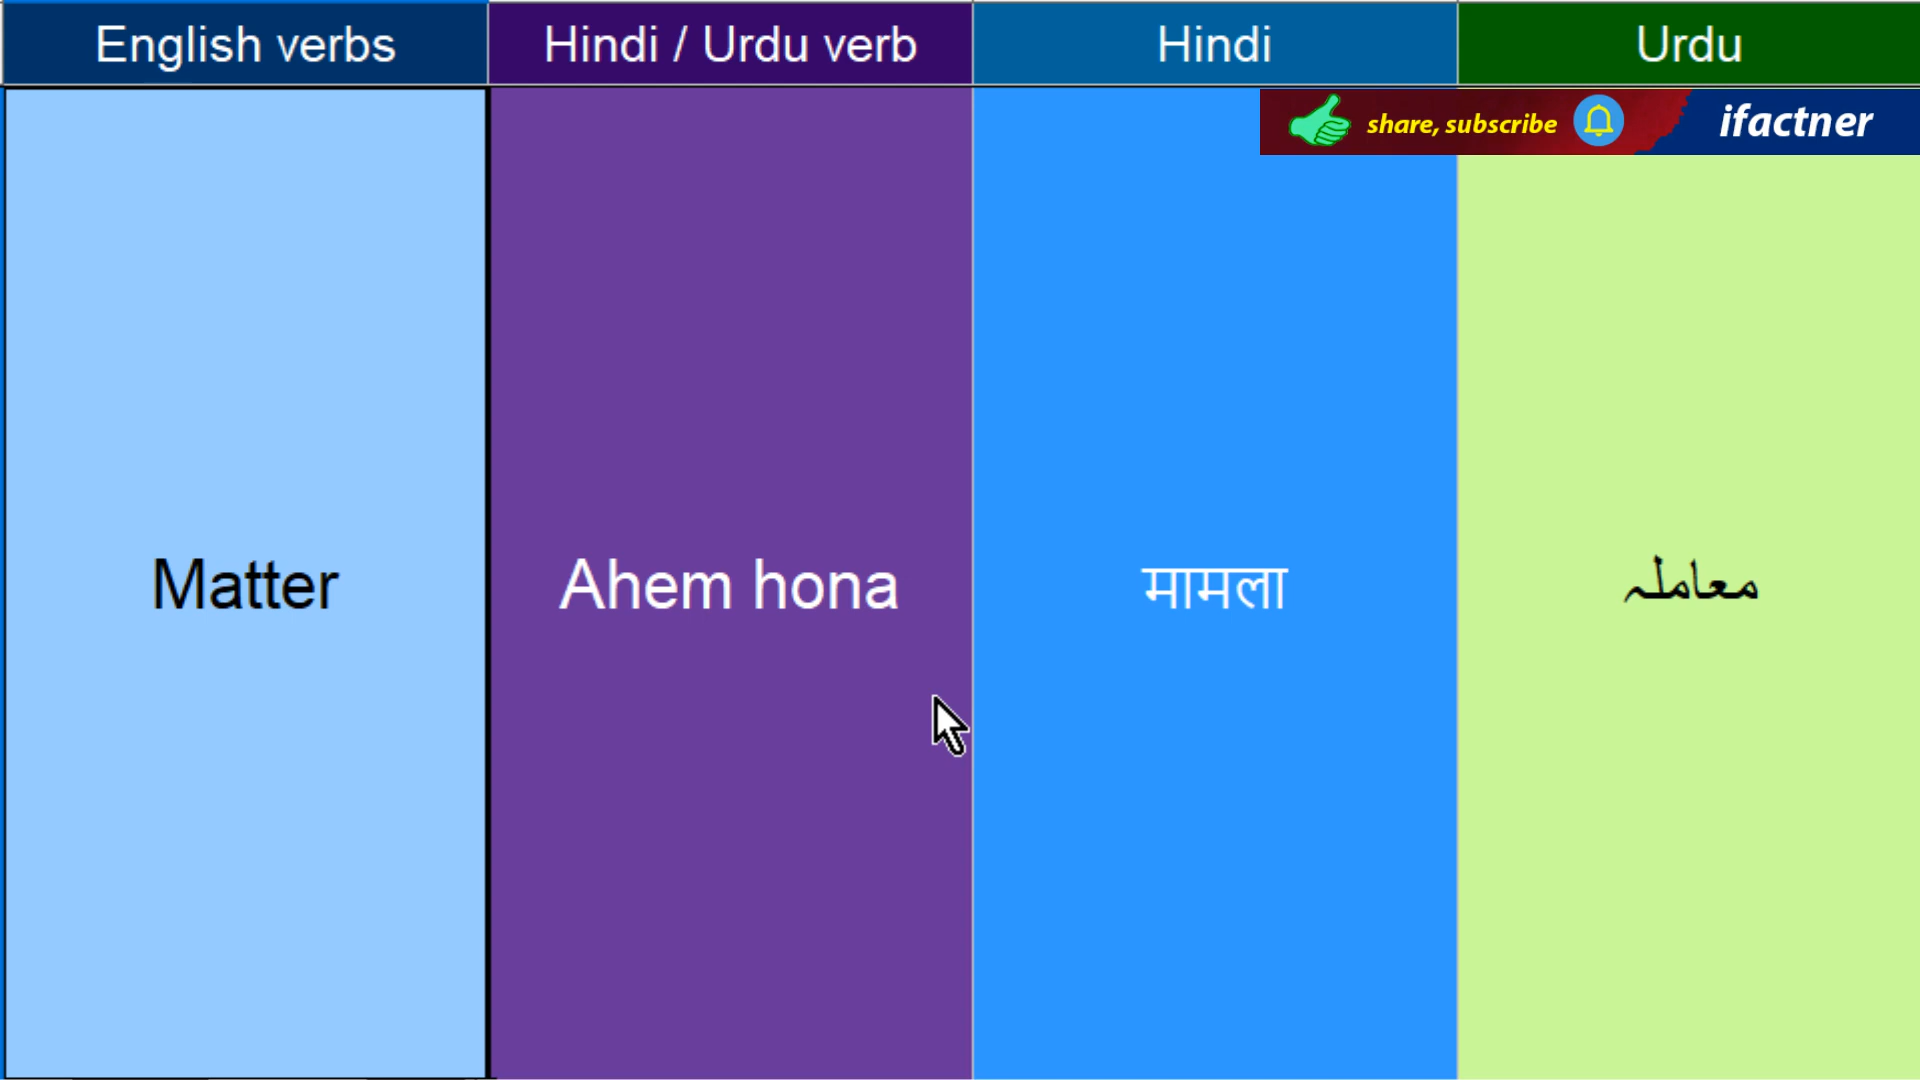 English verbs
Hindi / Urdu verb
Hindi
Urdu
share, subscribe
ifactner
Matter
Ahem hona
मामला
معاملہ